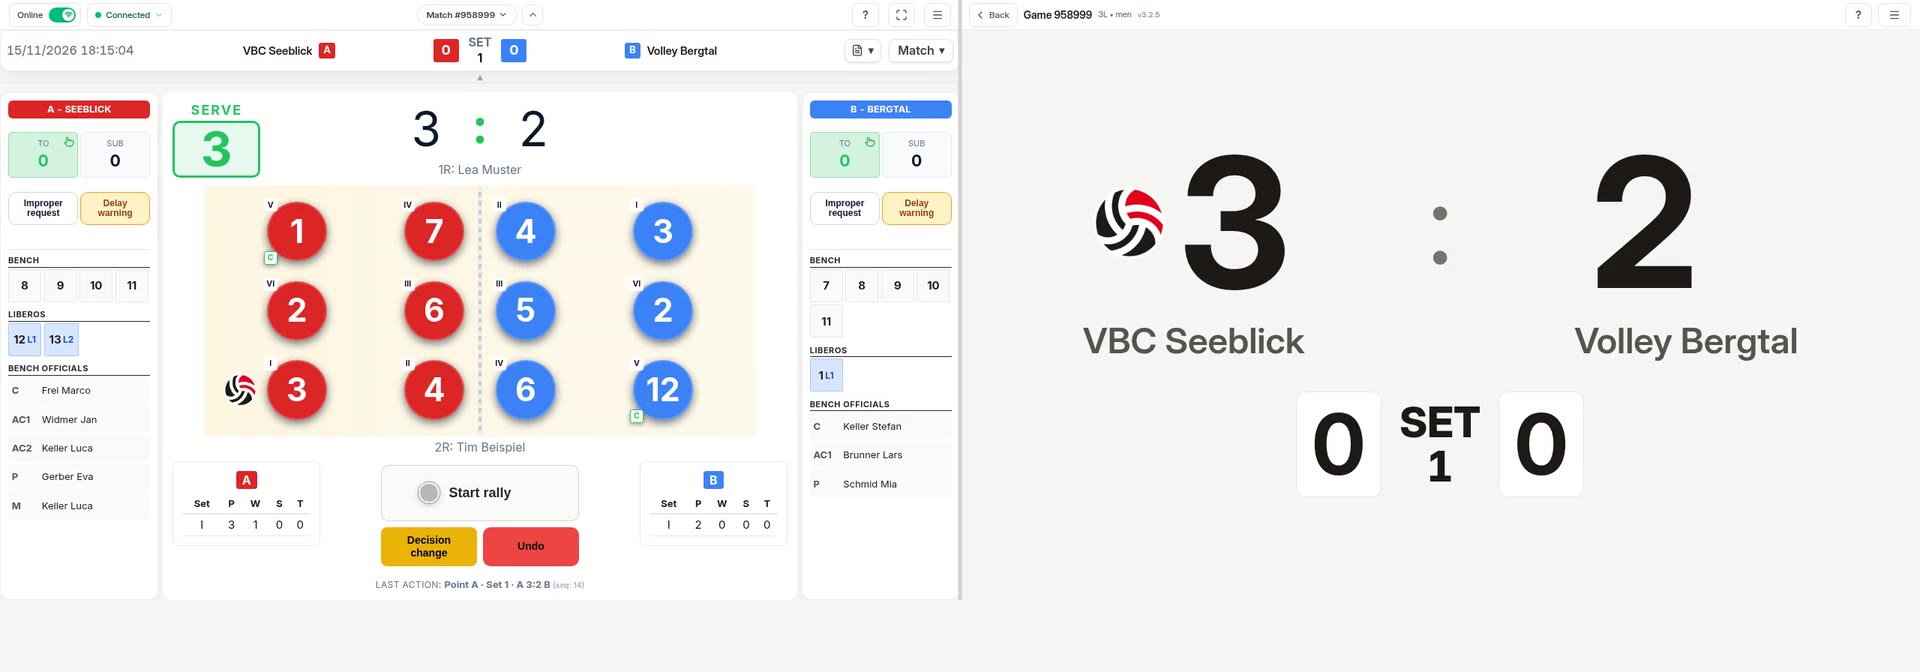 Online
Connected
Match #958999
?
15/11/2026 18:15:04
VBC Seeblick A
0 SET 1 0
B Volley Bergtal
Match ▾
A - SEEBLICK
TO 0
SUB 0
Improper request
Delay warning
BENCH
8 9 10 11
LIBEROS
12 L1 13 L2
BENCH OFFICIALS
C Frei Marco
AC1 Widmer Jan
AC2 Keller Luca
P Gerber Eva
M Keller Luca
SERVE
3
3 : 2
1R: Lea Muster
V 1 C
IV 7
II 4
I 3
VI 2
III 6
III 5
VI 2
I 3
II 4
IV 6
V 12 C
2R: Tim Beispiel
A
Set P W S T
I 3 1 0 0
Start rally
Decision change
Undo
B
Set P W S T
I 2 0 0 0
LAST ACTION: Point A · Set 1 · A 3:2 B (seq: 14)
B - BERGTAL
TO 0
SUB 0
Improper request
Delay warning
BENCH
7 8 9 10
11
LIBEROS
1 L1
BENCH OFFICIALS
C Keller Stefan
AC1 Brunner Lars
P Schmid Mia
Back
Game 958999 3L • men v3.2.5
?
3 : 2
VBC Seeblick
Volley Bergtal
0 SET 1 0